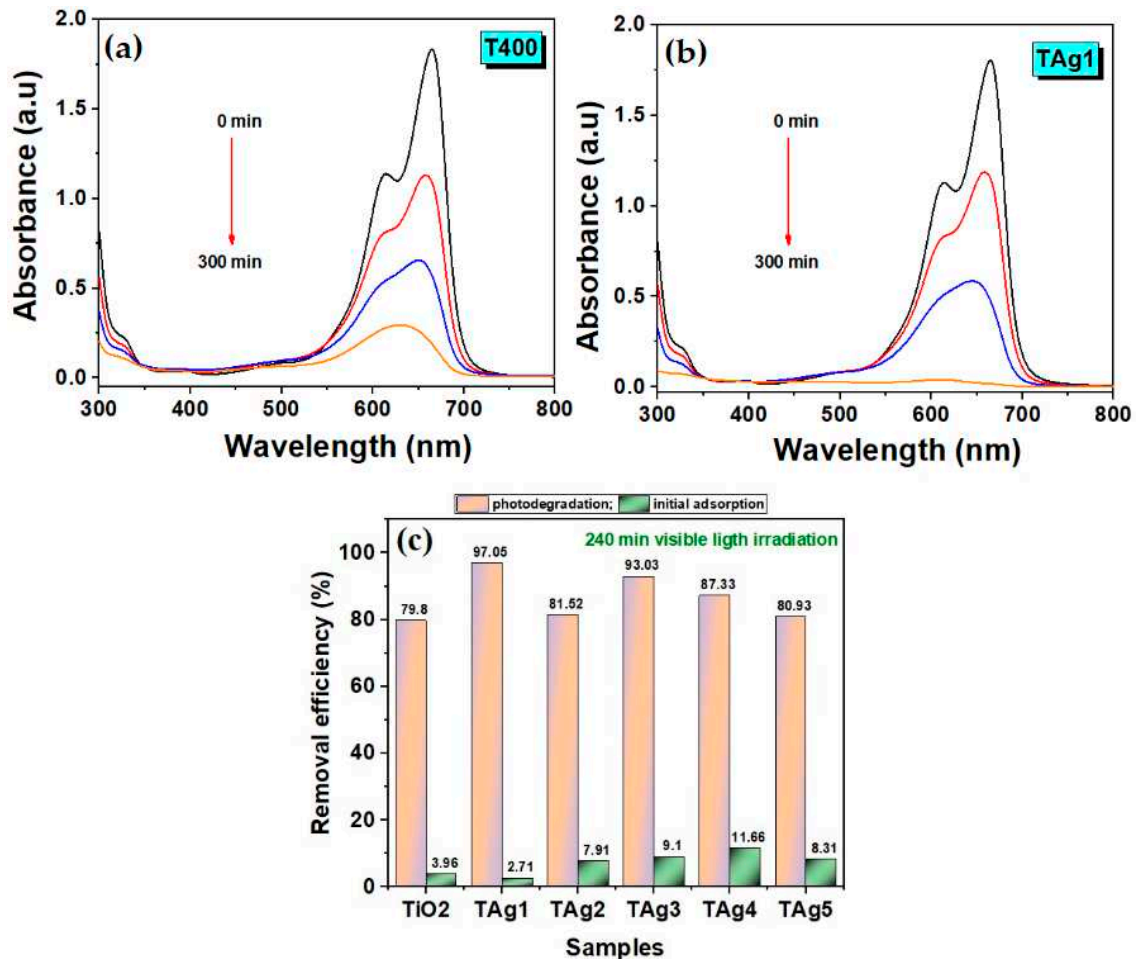 (a)
T400
0 min
300 min
2.0
1.5
1.0
0.5
0.0
300 400 500 600 700 800
Absorbance (a.u)
Wavelength (nm)
(b)
TAg1
0 min
300 min
2.0
1.5
1.0
0.5
0.0
300 400 500 600 700 800
Absorbance (a.u)
Wavelength (nm)
photodegradation; initial adsorption
(c)
240 min visible ligth irradiation
100
80
60
40
20
0
Removal efficiency (%)
79.8 97.05 81.52 93.03 87.33 80.93
3.96 2.71 7.91 9.1 11.66 8.31
TiO2 TAg1 TAg2 TAg3 TAg4 TAg5
Samples